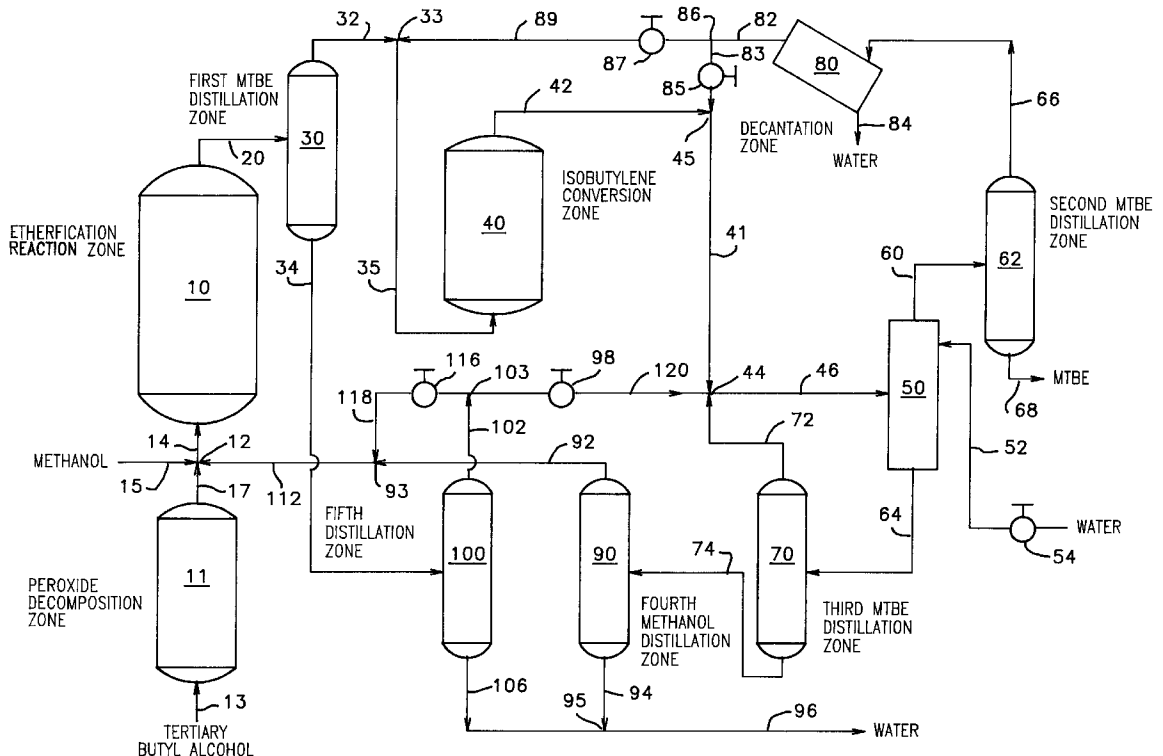 32
33
89
86
82
87
83
85
80
66
FIRST MTBE
DISTILLATION
ZONE
42
DECANTATION
ZONE
84
WATER
20
30
45
ETHERFICATION
REACTION ZONE
40
ISOBUTYLENE
CONVERSION
ZONE
SECOND MTBE
DISTILLATION
ZONE
41
60
62
34
35
10
116
103
98
120
44
46
50
MTBE
68
118
102
72
52
14
12
92
METHANOL
15
17
112
93
64
WATER
54
FIFTH
DISTILLATION
ZONE
100
90
74
70
11
PEROXIDE
DECOMPOSITION
ZONE
FOURTH
METHANOL
DISTILLATION
ZONE
THIRD MTBE
DISTILLATION
ZONE
106
94
13
95
96
WATER
TERTIARY
BUTYL ALCOHOL